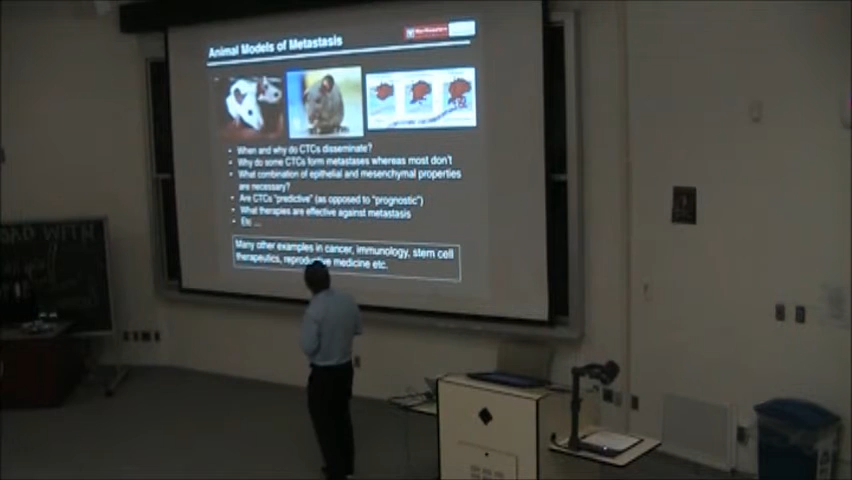 Animal Models of Metastasis
• When and why do CTCs disseminate?
• Why do some CTCs form metastases whereas most don't
• What combination of epithelial and mesenchymal properties
are necessary?
• Are CTCs "predictive" (as opposed to "prognostic")
• What therapies are effective against metastasis
• Etc ...
Many other examples in cancer, immunology, stem cell
therapeutics, reproductive medicine etc.
WITH